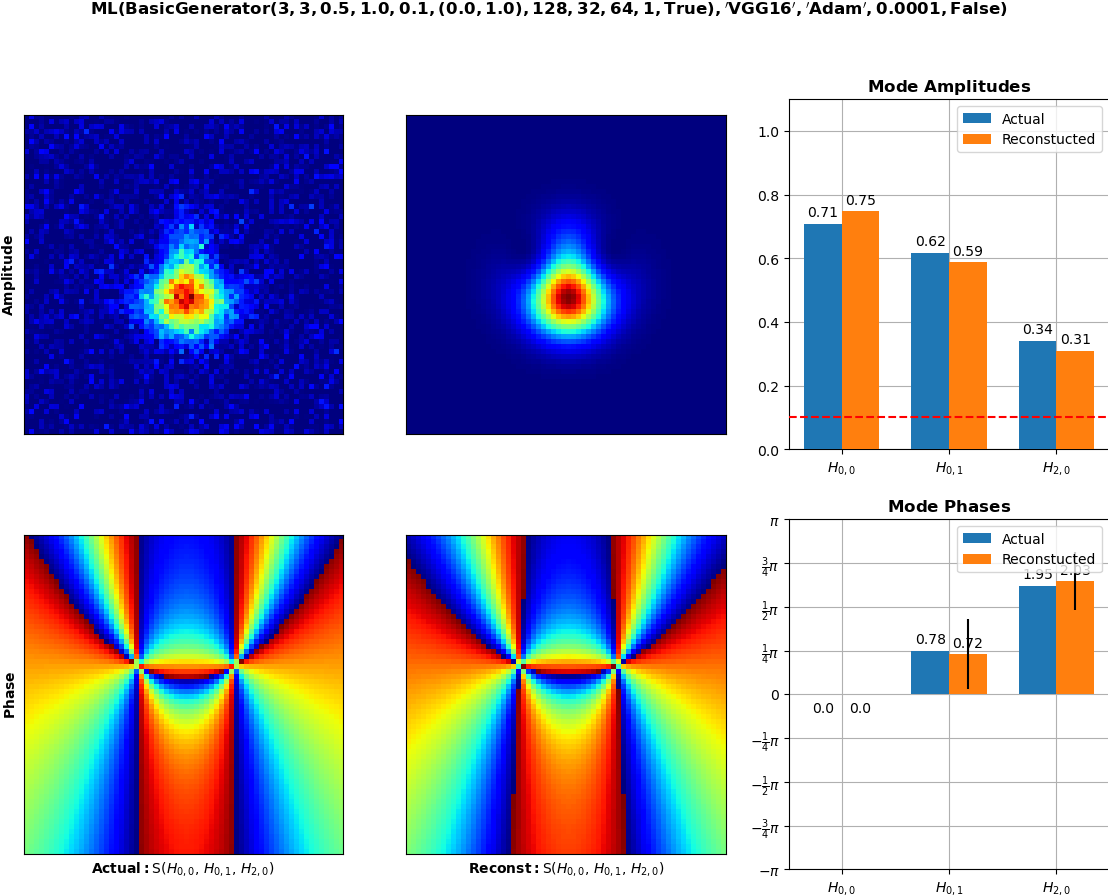 ML(BasicGenerator(3, 3, 0.5, 1.0, 0.1, (0.0, 1.0), 128, 32, 64, 1, True), ′VGG16′, ′Adam′, 0.0001, False)
Amplitude
Mode Amplitudes
Actual
Reconstucted
1.0
0.8
0.6
0.4
0.2
0.0
0.71
0.75
0.62
0.59
0.34
0.31
H0,0
H0,1
H2,0
Phase
Actual: S(H0,0, H0,1, H2,0)
Reconst: S(H0,0, H0,1, H2,0)
Mode Phases
Actual
Reconstucted
π
3/4π
1/2π
1/4π
0
−1/4π
−1/2π
−3/4π
−π
0.0
0.0
0.78
0.72
1.95
2.03
H0,0
H0,1
H2,0